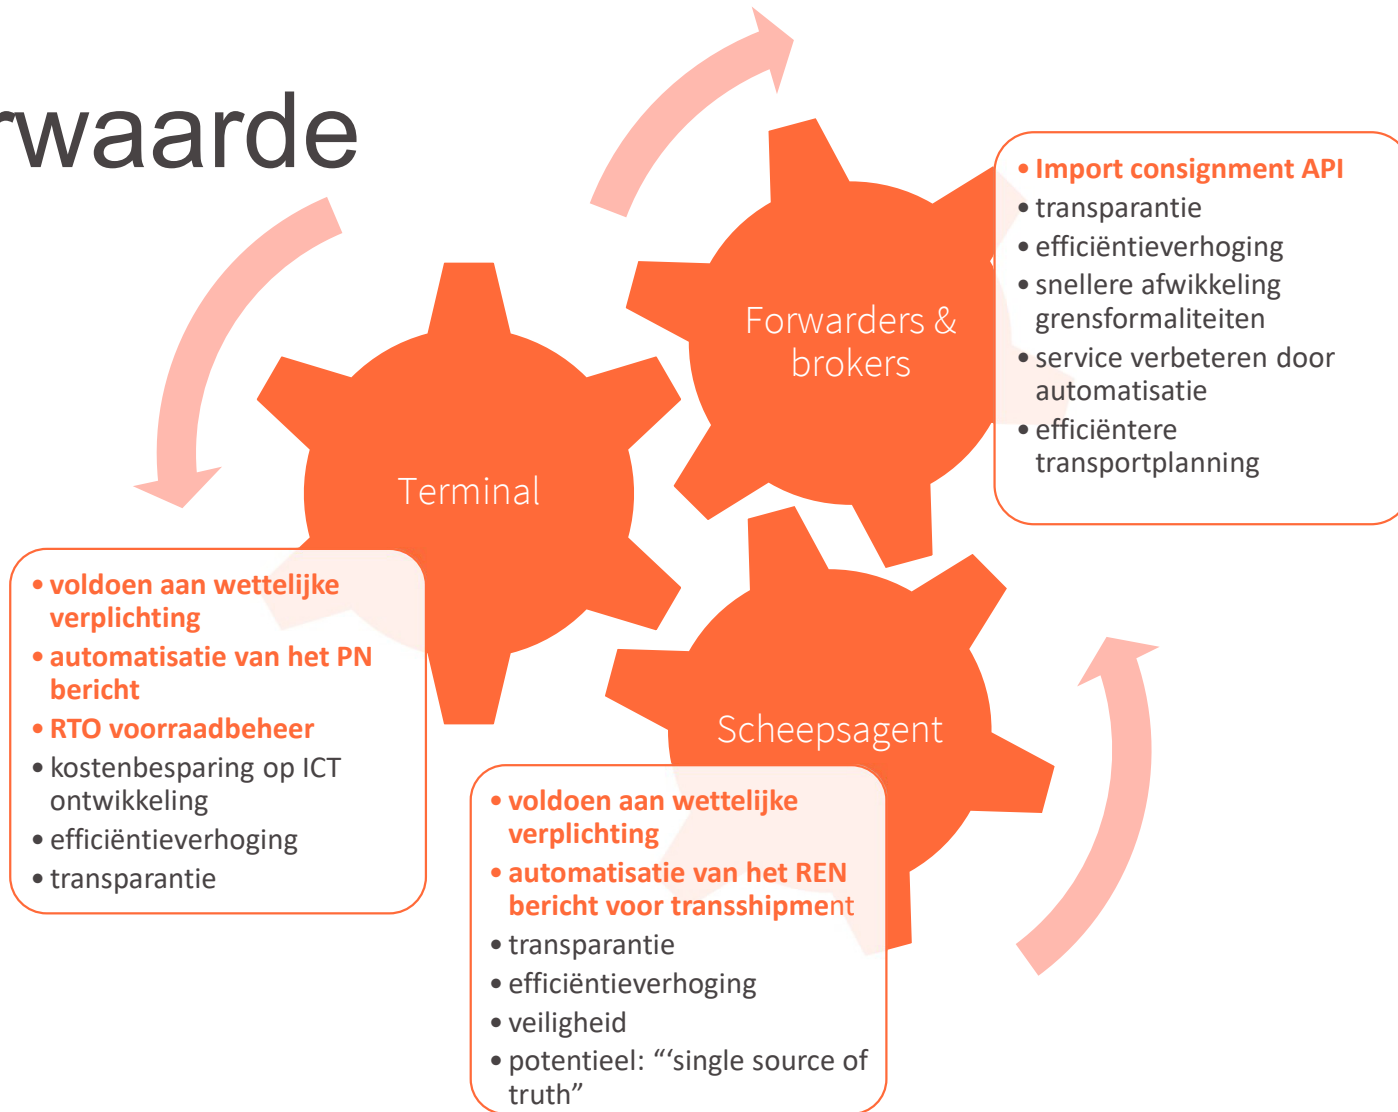 rwaarde
Forwarders &
brokers
• Import consignment API
• transparantie
• efficiëntieverhoging
• snellere afwikkeling
grensformaliteiten
• service verbeteren door
automatisatie
• efficiëntere
transportplanning
Terminal
• voldoen aan wettelijke
verplichting
• automatisatie van het PN
bericht
• RTO voorraadbeheer
• kostenbesparing op ICT
ontwikkeling
• efficiëntieverhoging
• transparantie
Scheepsagent
• voldoen aan wettelijke
verplichting
• automatisatie van het REN
bericht voor transshipment
• transparantie
• efficiëntieverhoging
• veiligheid
• potentieel: “‘single source of
truth”